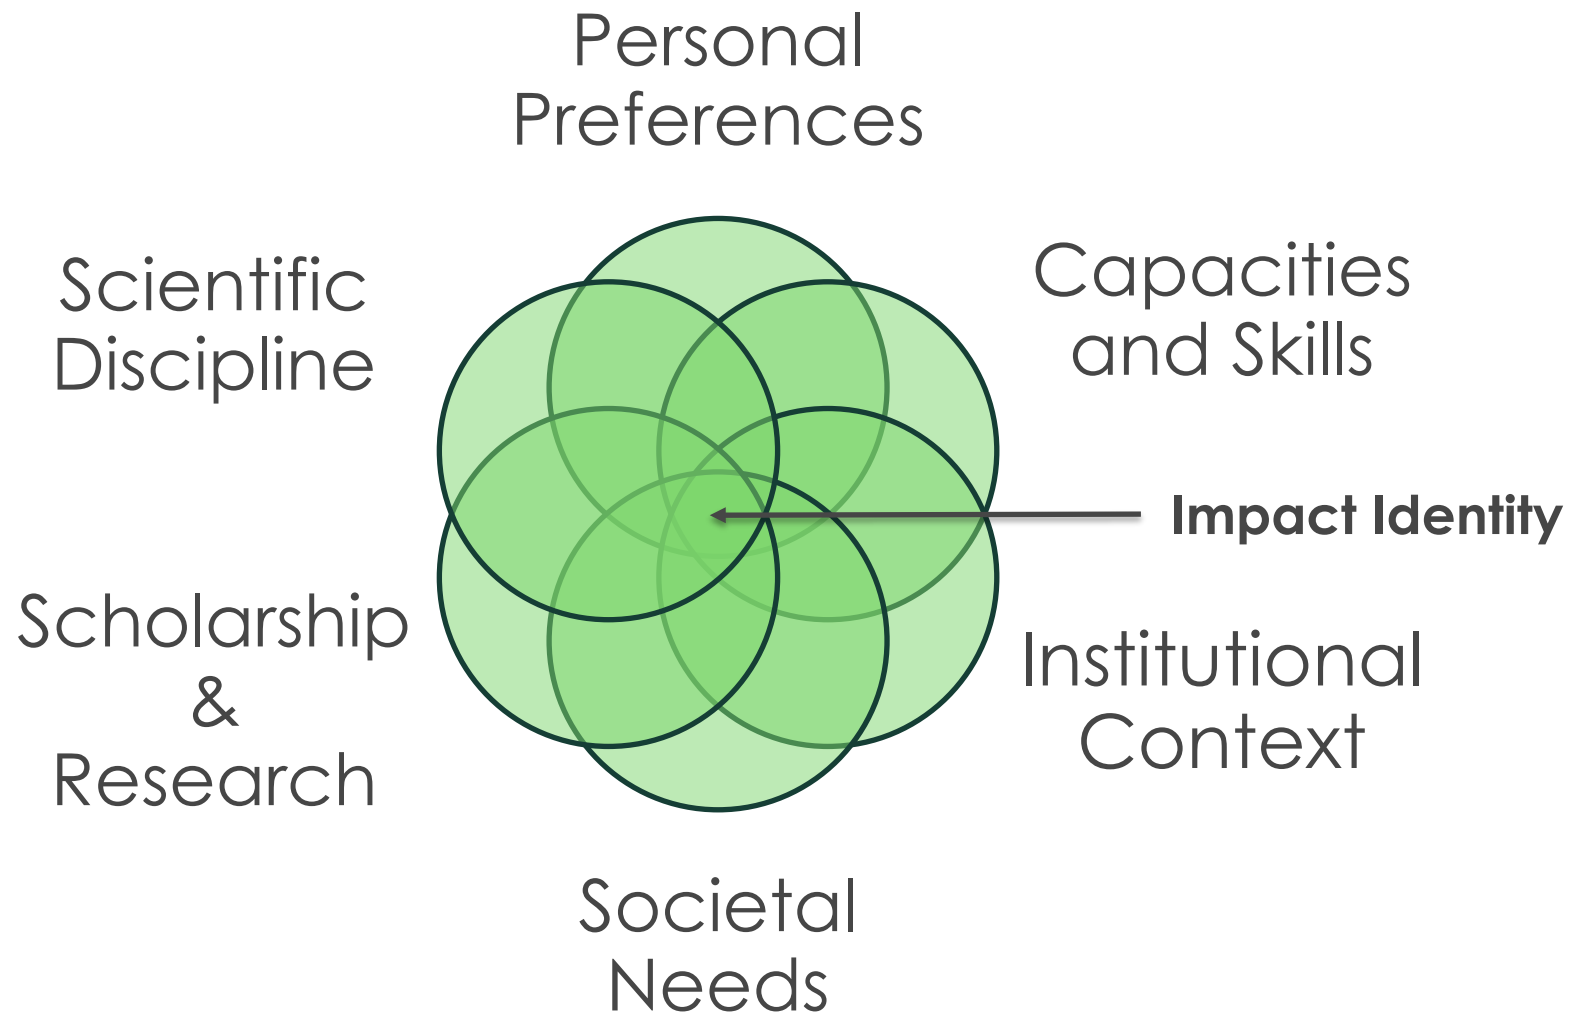 Personal
Preferences
Scientific
Discipline
Capacities
and Skills
Impact Identity
Scholarship
&
Research
Institutional
Context
Societal
Needs